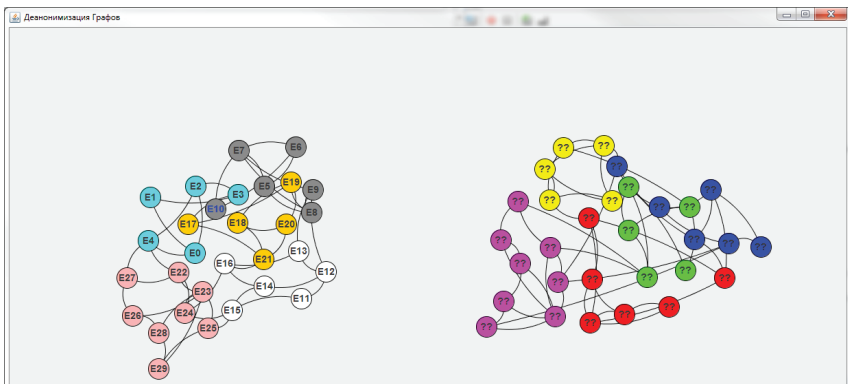 Деанонимизация Графов
E7 E6
E19
E2 E5 E9
E1 E3
E10 E8
E17 E18 E20
E4
E0 E13
E16 E21
E27 E22 E12
E23 E14
E26 E24 E15 E11
E28 E25
E29
?? ??
?? ??
?? ??
?? ?? ?? ?? ??
??
?? ??
?? ?? ?? ?? ??
??
?? ?? ?? ??
?? ??
?? ??
?? ?? ??
?? ??